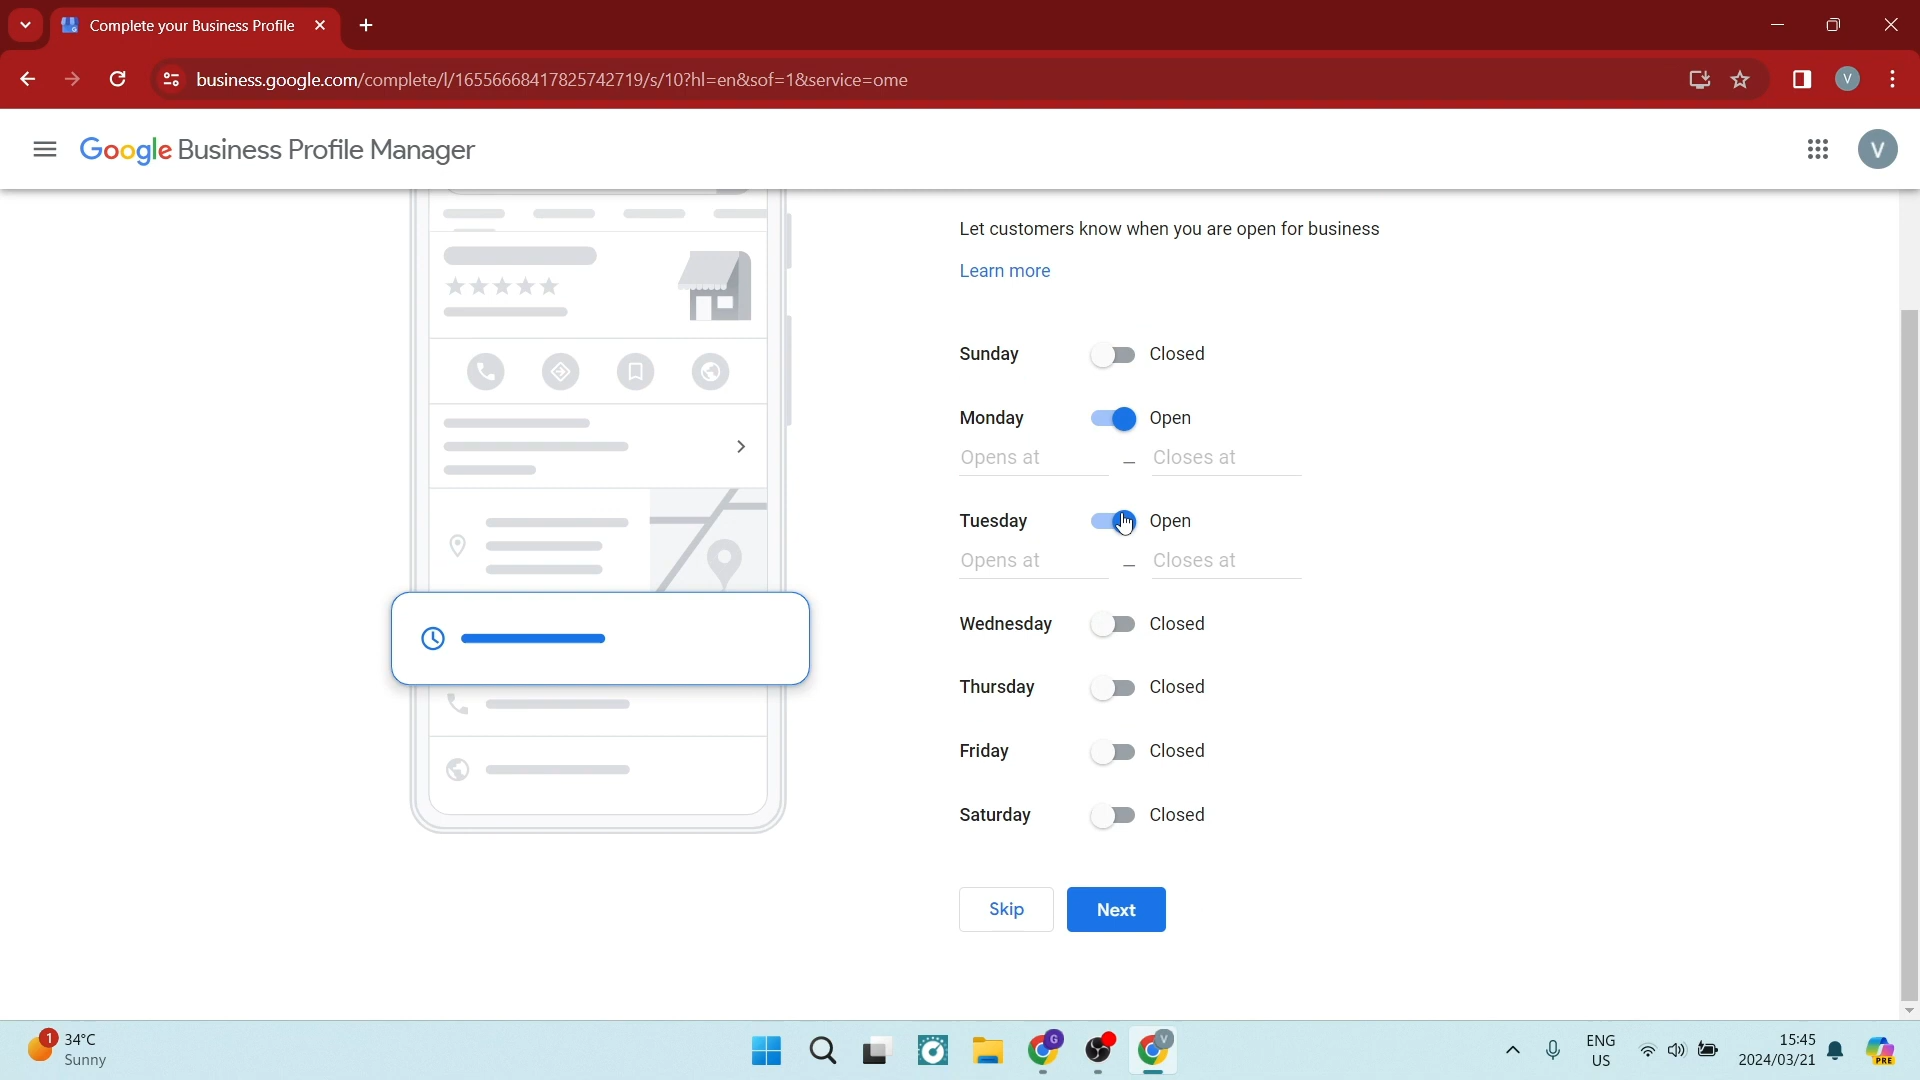 Complete your Business Profile
business.google.com/complete/l/16556668417825742719/s/10?hl=en&sof=1&service=ome
V
Google Business Profile Manager
V
Let customers know when you are open for business
Learn more
Sunday Closed
Monday Open
Opens at – Closes at
Tuesday Open
Opens at – Closes at
Wednesday Closed
Thursday Closed
Friday Closed
Saturday Closed
Skip Next
1 34°C
Sunny
G
V
ENG
US
15:45
2024/03/21
PRE